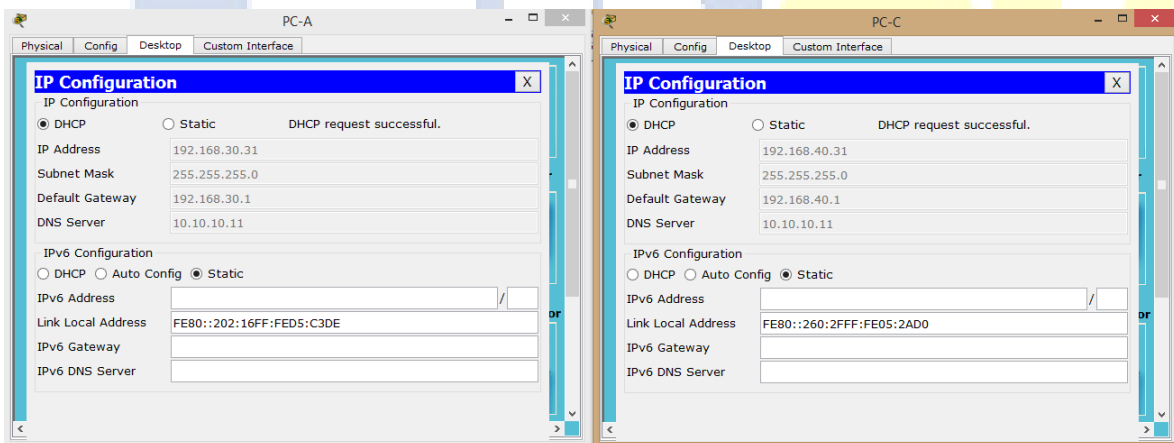 PC-A
Physical Config Desktop Custom Interface
IP Configuration X
IP Configuration
DHCP Static DHCP request successful.
IP Address 192.168.30.31
Subnet Mask 255.255.255.0
Default Gateway 192.168.30.1
DNS Server 10.10.10.11
IPv6 Configuration
DHCP Auto Config Static
IPv6 Address /
Link Local Address FE80::202:16FF:FED5:C3DE
IPv6 Gateway
IPv6 DNS Server
or
PC-C
Physical Config Desktop Custom Interface
IP Configuration X
IP Configuration
DHCP Static DHCP request successful.
IP Address 192.168.40.31
Subnet Mask 255.255.255.0
Default Gateway 192.168.40.1
DNS Server 10.10.10.11
IPv6 Configuration
DHCP Auto Config Static
IPv6 Address /
Link Local Address FE80::260:2FFF:FE05:2AD0
IPv6 Gateway
IPv6 DNS Server
or